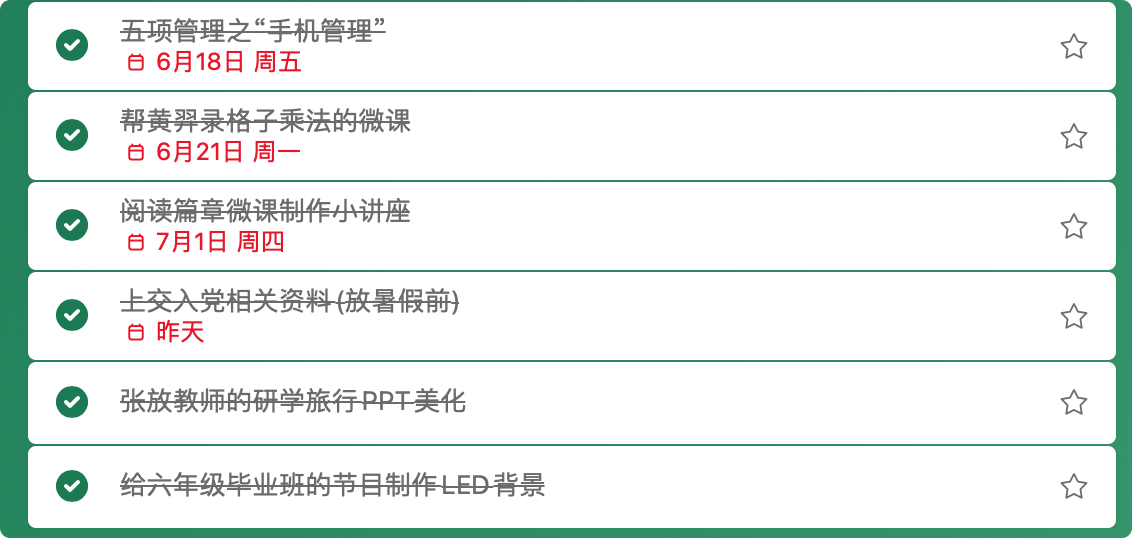 五项管理之“手机管理”
6月18日 周五
帮黄羿录格子乘法的微课
6月21日 周一
阅读篇章微课制作小讲座
7月1日 周四
上交入党相关资料(放暑假前)
昨天
张放教师的研学旅行PPT美化
给六年级毕业班的节目制作LED背景